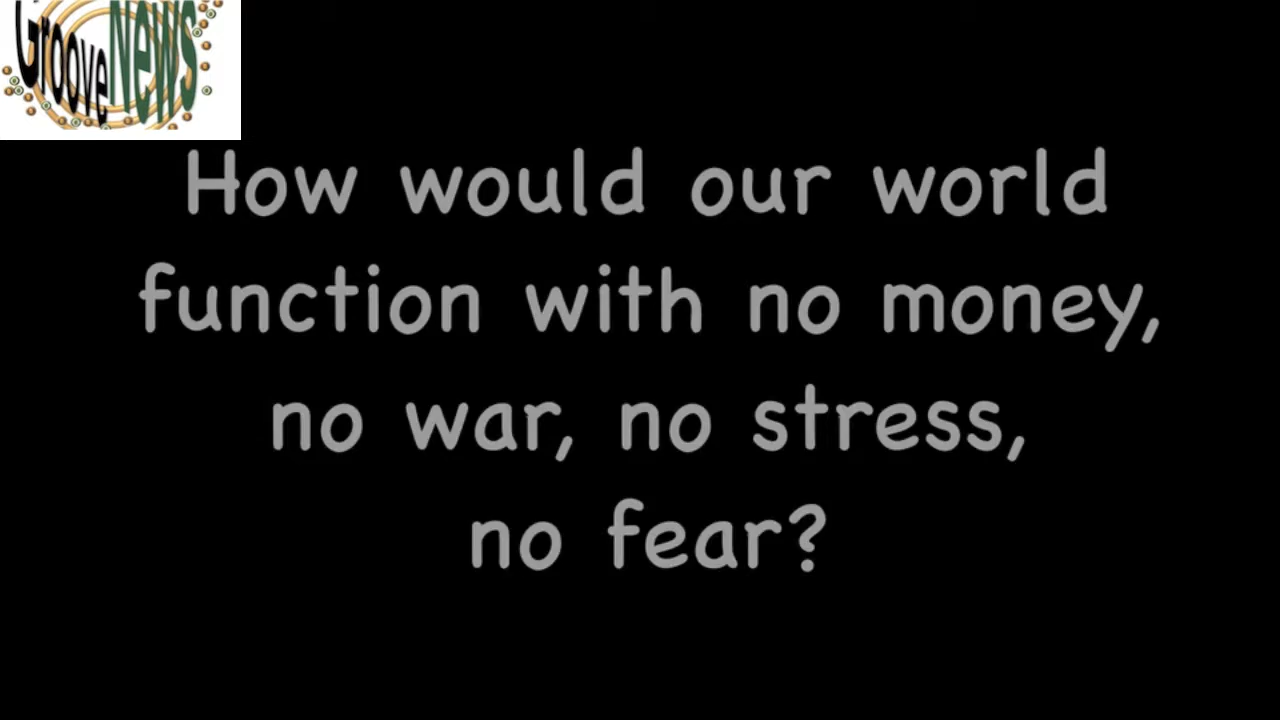 GrooveNews
How would our world
function with no money,
no war, no stress,
no fear?